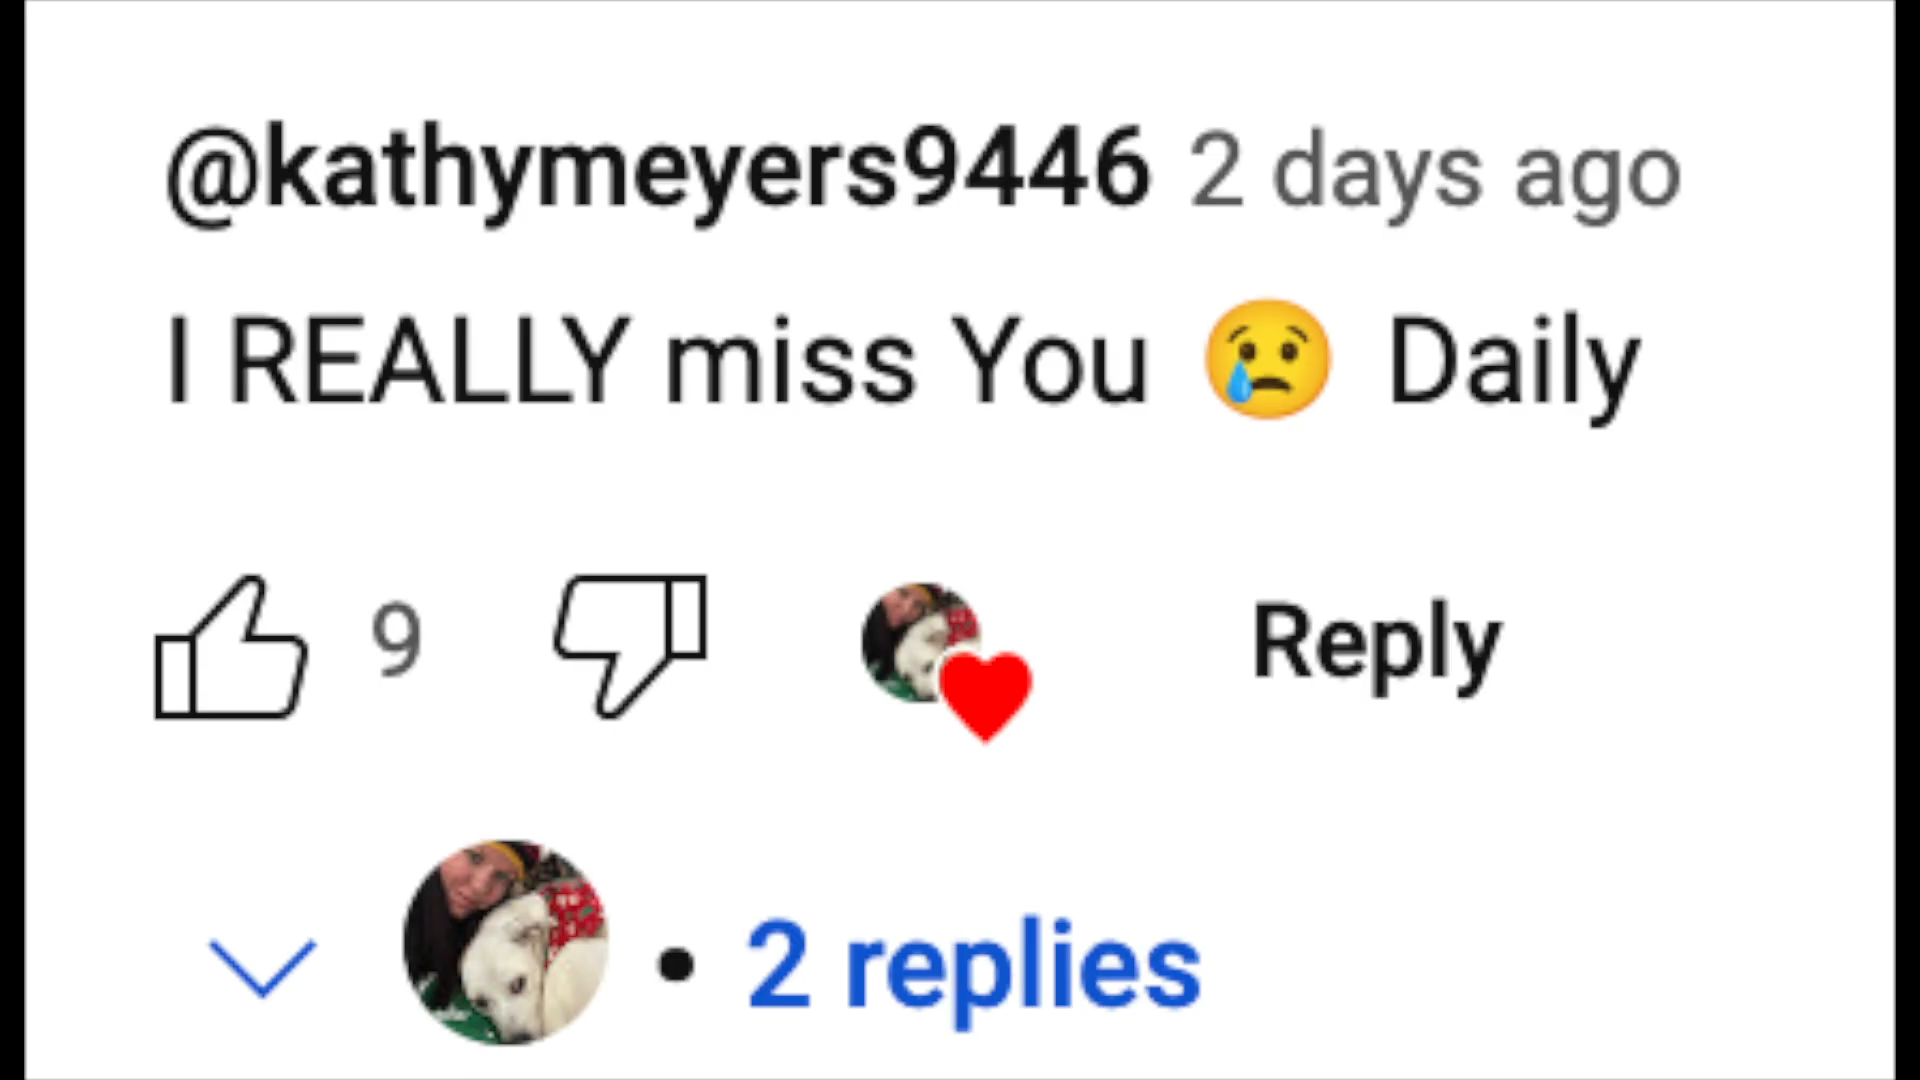 @kathymeyers9446 2 days ago
I REALLY miss You 😢 Daily
9 Reply
• 2 replies